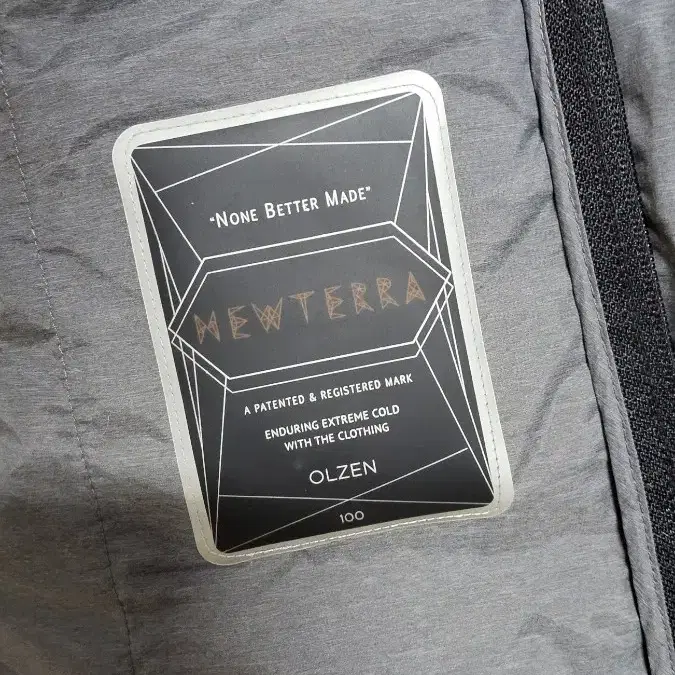 "NONE BETTER MADE"
NEWTERRA
A PATENTED & REGISTERED MARK
ENDURING EXTREME COLD
WITH THE CLOTHING
OLZEN
100